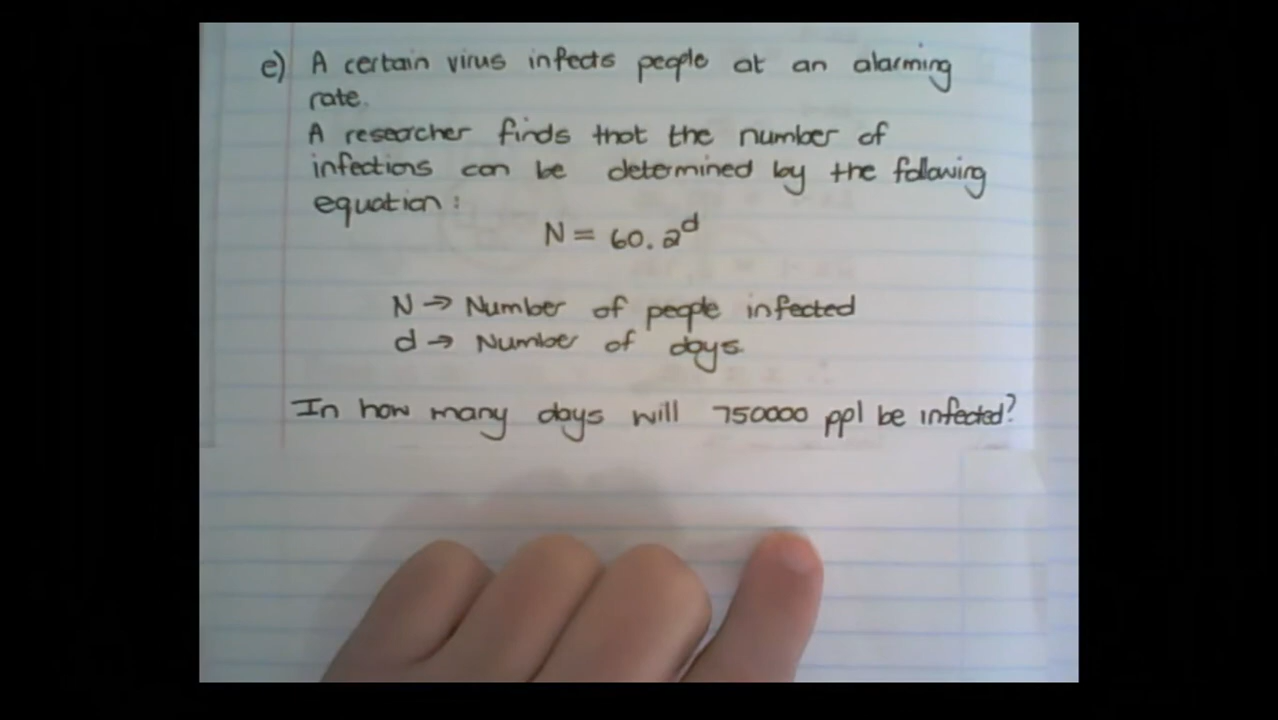 e) A certain virus infects people at an alarming
rate.
A researcher finds that the number of
infections can be determined by the following
equation:
N = 60.2ᵈ
N → Number of people infected
d → Number of days
In how many days will 750000 ppl be infected?